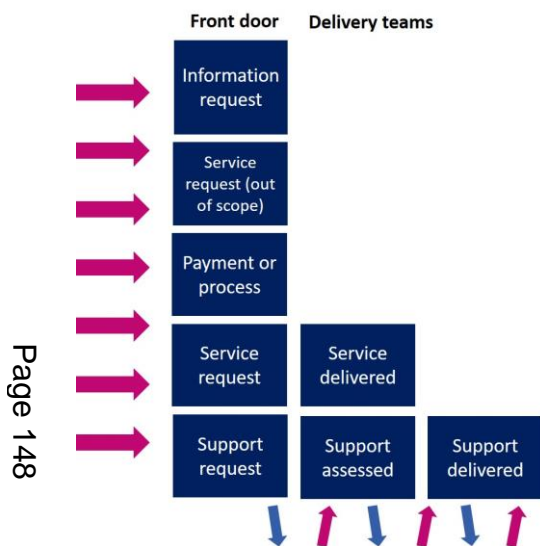 Front door
Delivery teams
Information
request
Service
request (out
of scope)
Payment or
process
Service
request
Service
delivered
Support
request
Support
assessed
Support
delivered
Page 148